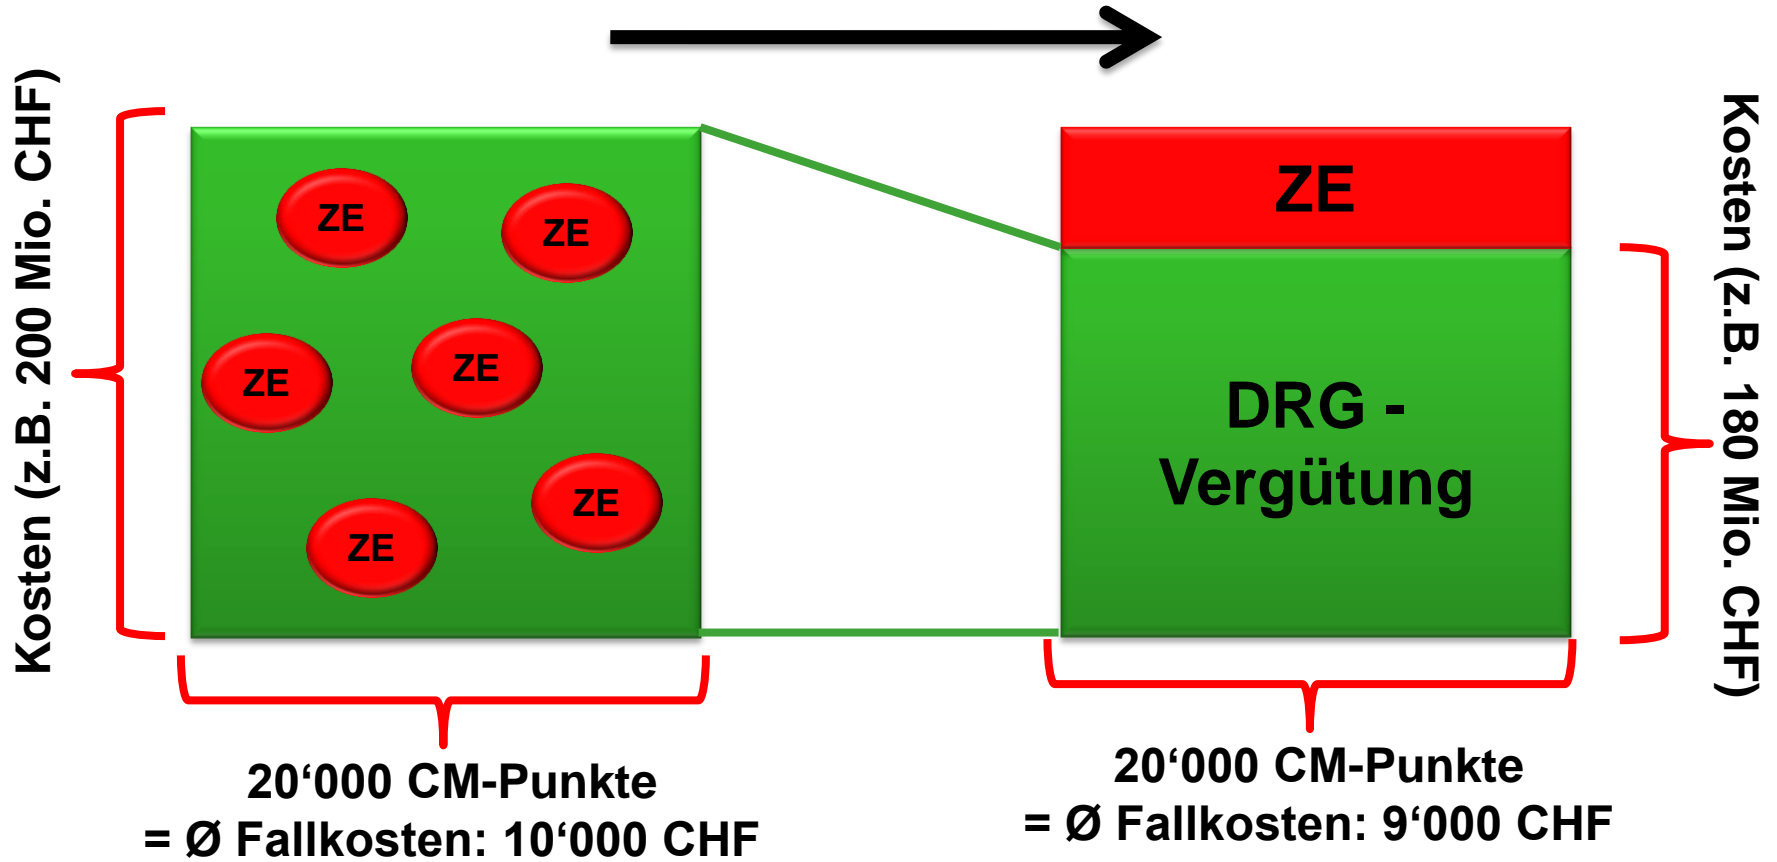 Kosten (z.B. 200 Mio. CHF)
ZE
ZE
ZE
ZE
ZE
ZE
20‘000 CM-Punkte
= Ø Fallkosten: 10‘000 CHF
ZE
DRG -
Vergütung
Kosten (z.B. 180 Mio. CHF)
20‘000 CM-Punkte
= Ø Fallkosten: 9‘000 CHF